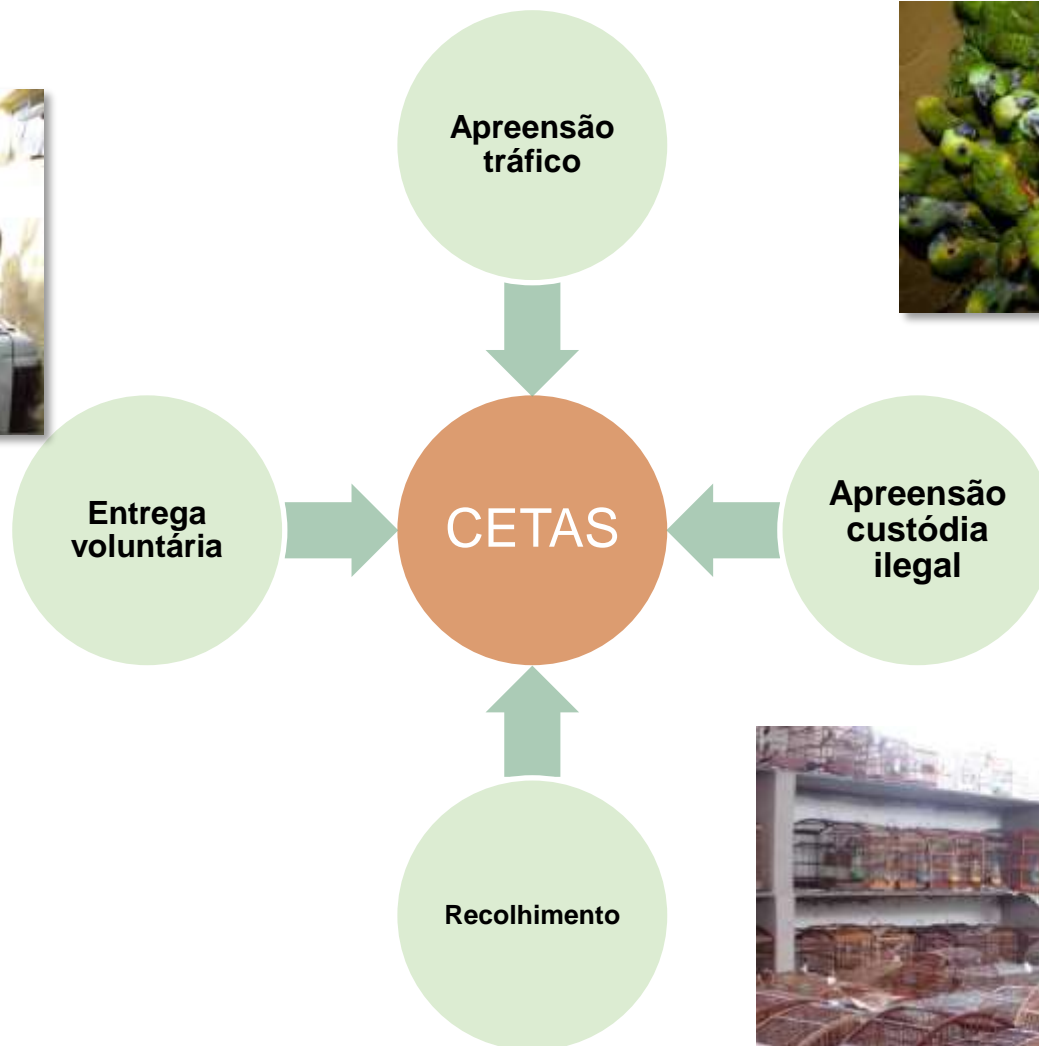 Apreensão
tráfico
Entrega
voluntária
CETAS
Apreensão
custódia
ilegal
Recolhimento